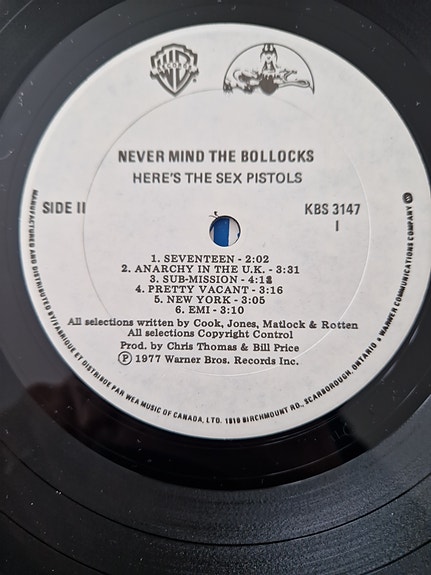 WB
RECORDS
NEVER MIND THE BOLLOCKS
HERE'S THE SEX PISTOLS
SIDE II
KBS 3147
1
1. SEVENTEEN - 2:02
2. ANARCHY IN THE U.K. - 3:31
3. SUB-MISSION - 4:12
4. PRETTY VACANT - 3:16
5. NEW YORK - 3:05
6. EMI - 3:10
All selections written by Cook, Jones, Matlock & Rotten
All selections Copyright Control
Prod. by Chris Thomas & Bill Price
Ⓟ 1977 Warner Bros. Records Inc.
MANUFACTURED AND DISTRIBUTED BY/FABRIQUE ET DISTRIBUE PAR WEA MUSIC OF CANADA, LTD. 1810 BIRCHMOUNT RD., SCARBOROUGH, ONTARIO • WARNER COMMUNICATIONS COMPANY